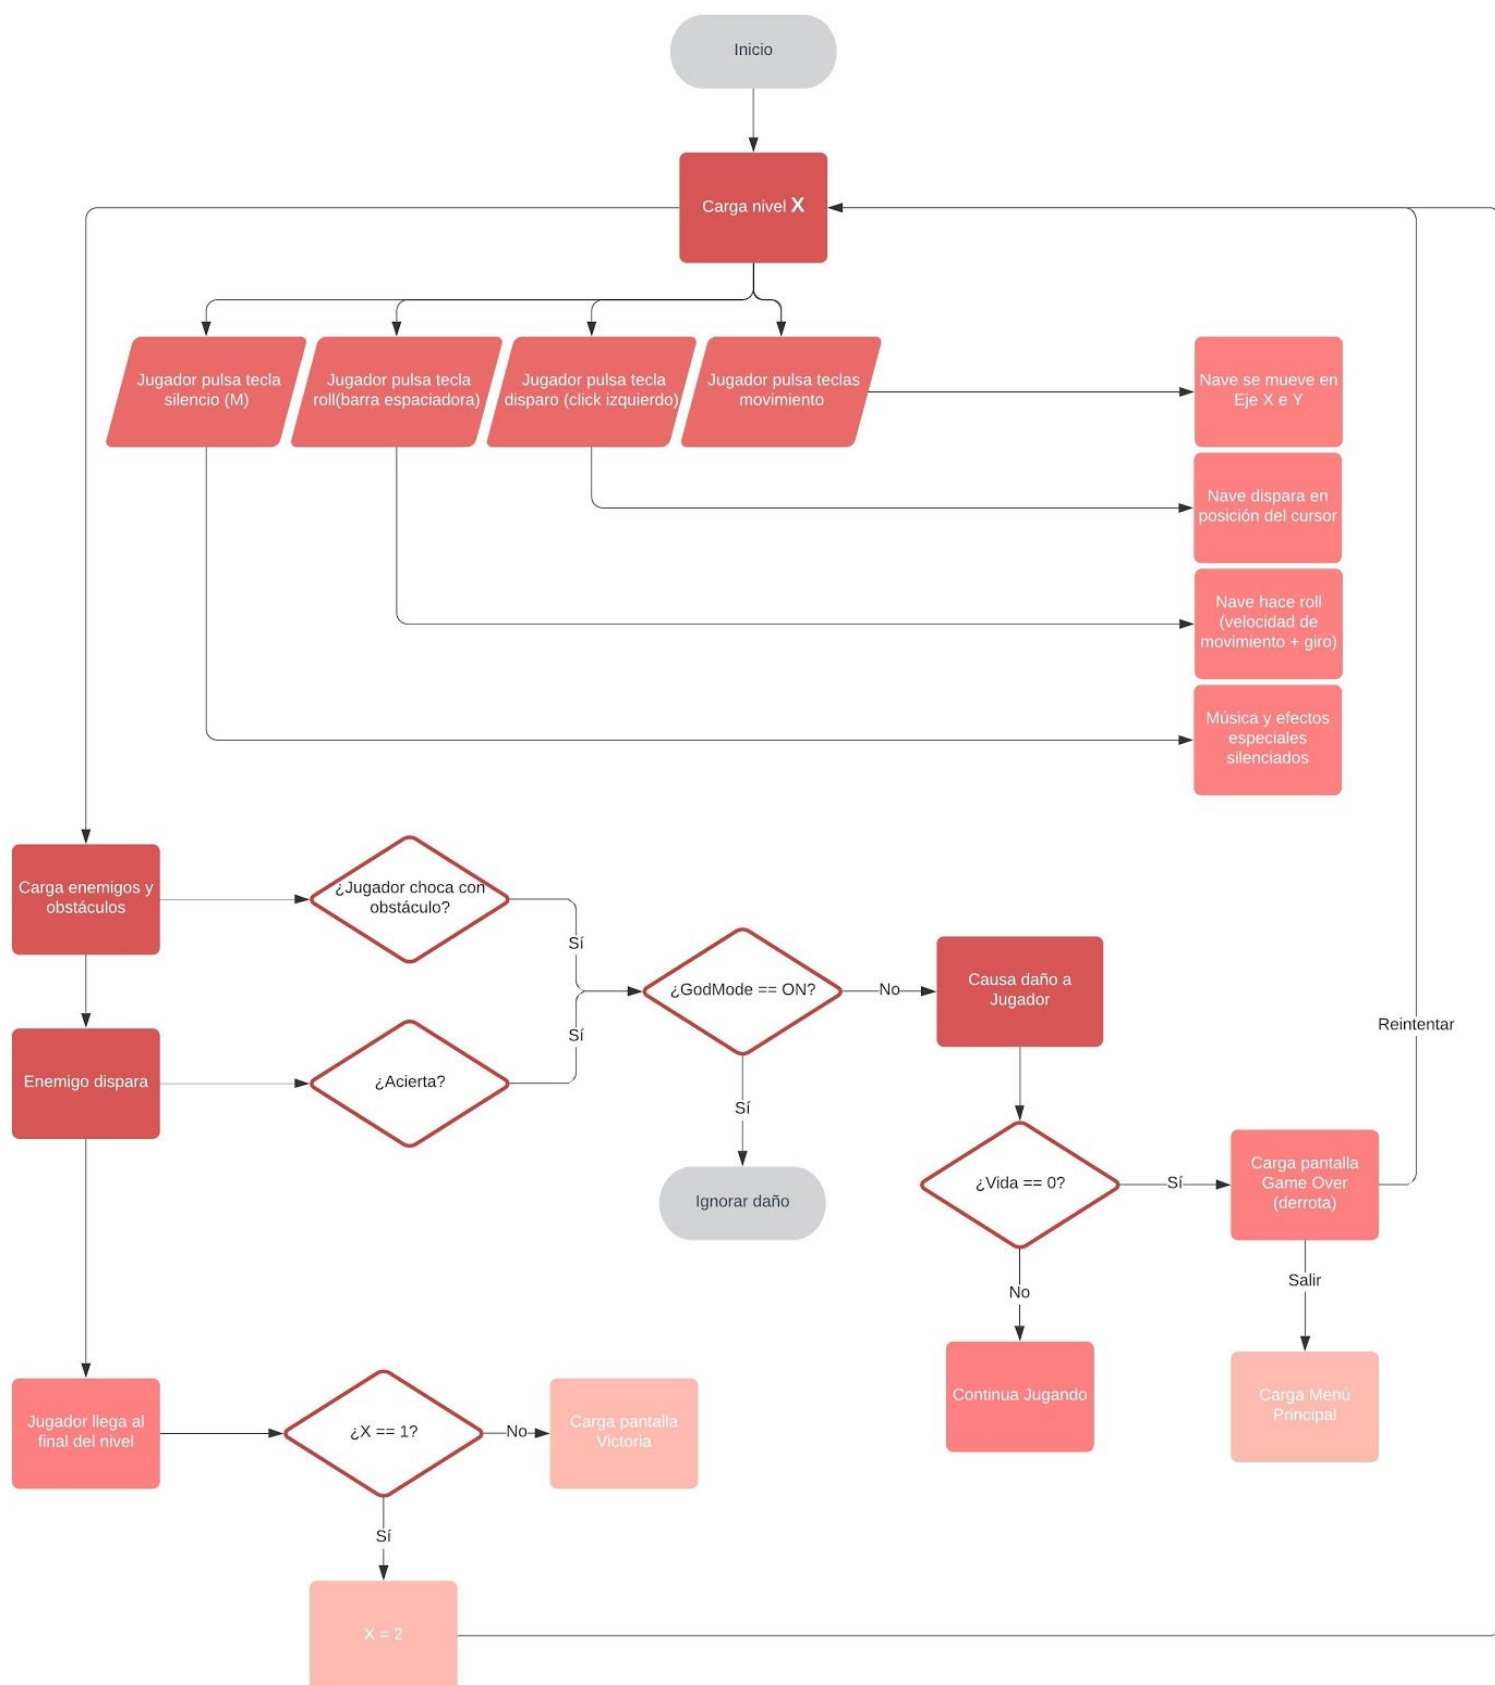 Inicio
Carga nivel X
Jugador pulsa tecla
silencio (M)
Jugador pulsa tecla
roll(barra espaciadora)
Jugador pulsa tecla
disparo (click izquierdo)
Jugador pulsa teclas
movimiento
Nave se mueve en
Eje X e Y
Nave dispara en
posición del cursor
Nave hace roll
(velocidad de
movimiento + giro)
Música y efectos
especiales
silenciados
Carga enemigos y
obstáculos
¿Jugador choca con
obstáculo?
Sí
¿GodMode == ON?
No
Causa daño a
Jugador
Reintentar
Enemigo dispara
¿Acierta?
Sí
Sí
Ignorar daño
¿Vida == 0?
Sí
Carga pantalla
Game Over
(derrota)
No
Salir
Continua Jugando
Carga Menú
Principal
Jugador llega al
final del nivel
¿X == 1?
No
Carga pantalla
Victoria
Sí
X = 2